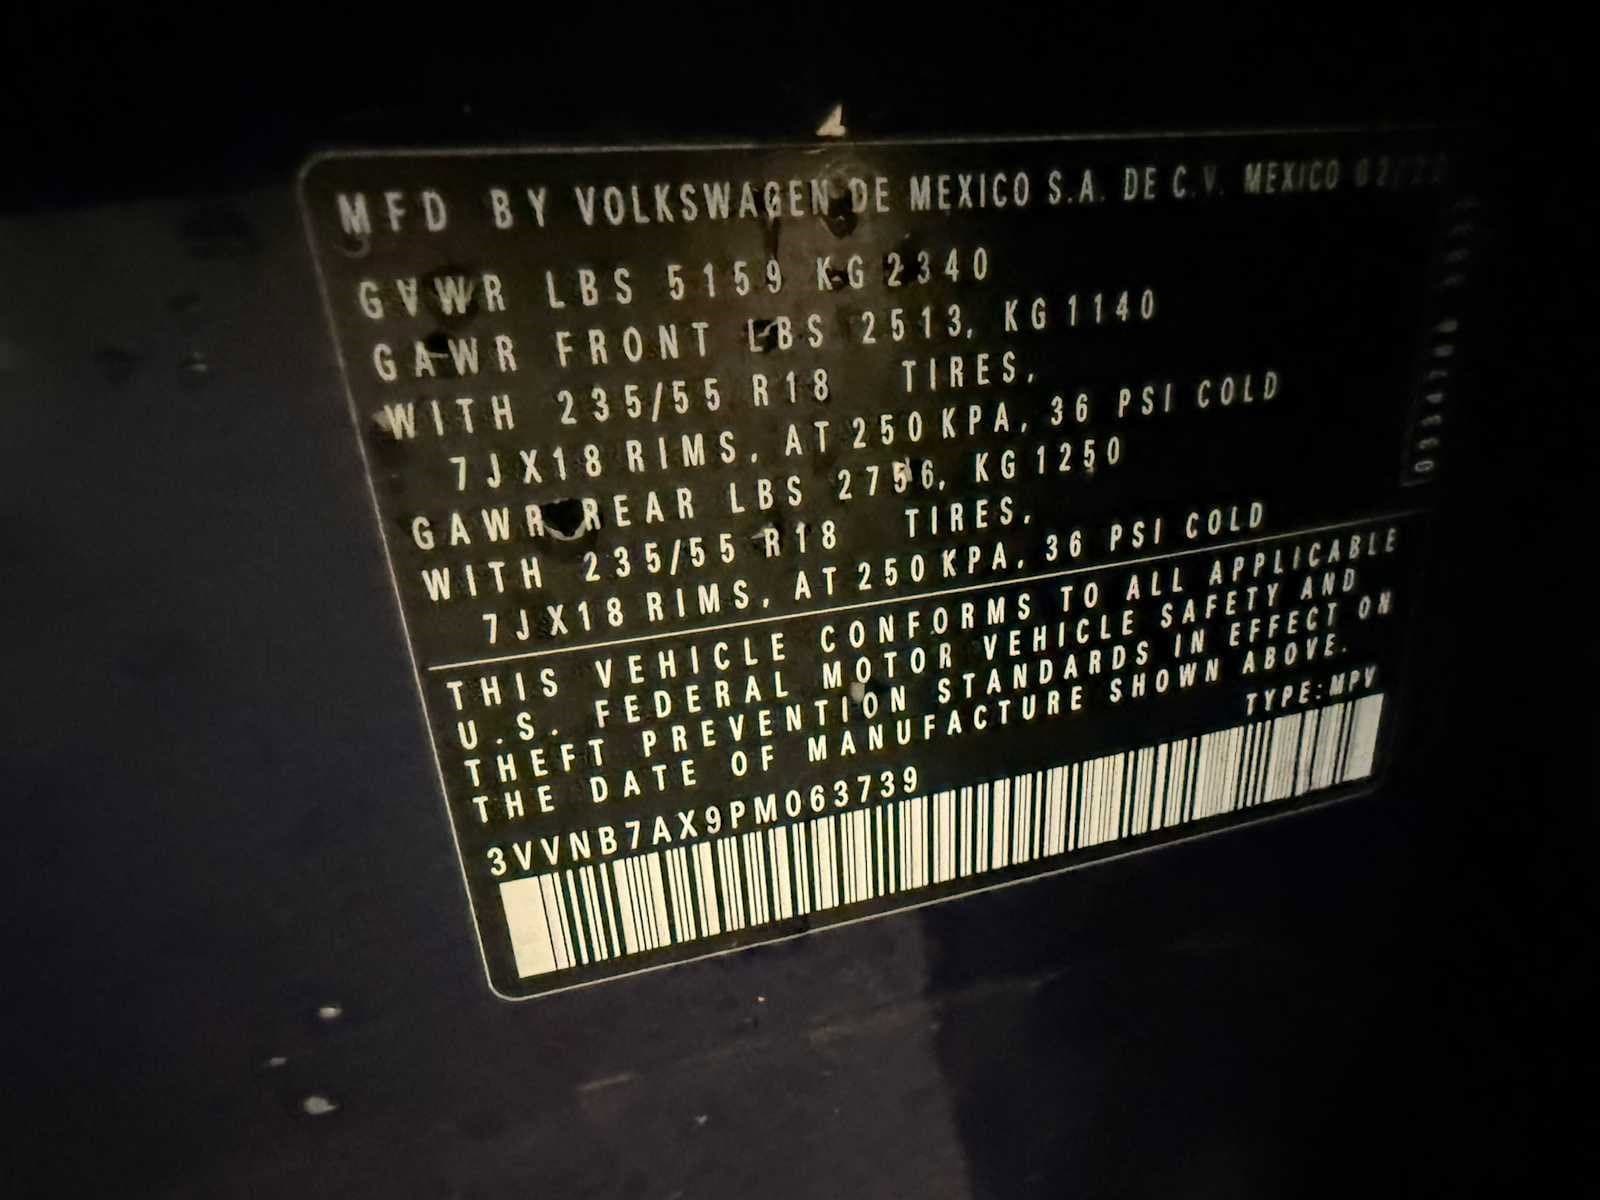 MFD BY VOLKSWAGEN DE MEXICO S.A. DE C.V. MEXICO
GVWR LBS 5159 KG 2340
GAWR FRONT LBS 2513, KG 1140
WITH 235/55 R18 TIRES,
7JX18 RIMS, AT 250 KPA, 36 PSI COLD
GAWR REAR LBS 2756, KG 1250
WITH 235/55 R18 TIRES,
7JX18 RIMS, AT 250 KPA, 36 PSI COLD
THIS VEHICLE CONFORMS TO ALL APPLICABLE
U.S. FEDERAL MOTOR VEHICLE SAFETY AND
THEFT PREVENTION STANDARDS IN EFFECT ON
THE DATE OF MANUFACTURE SHOWN ABOVE.
TYPE:MPV
3VVNB7AX9PM063739